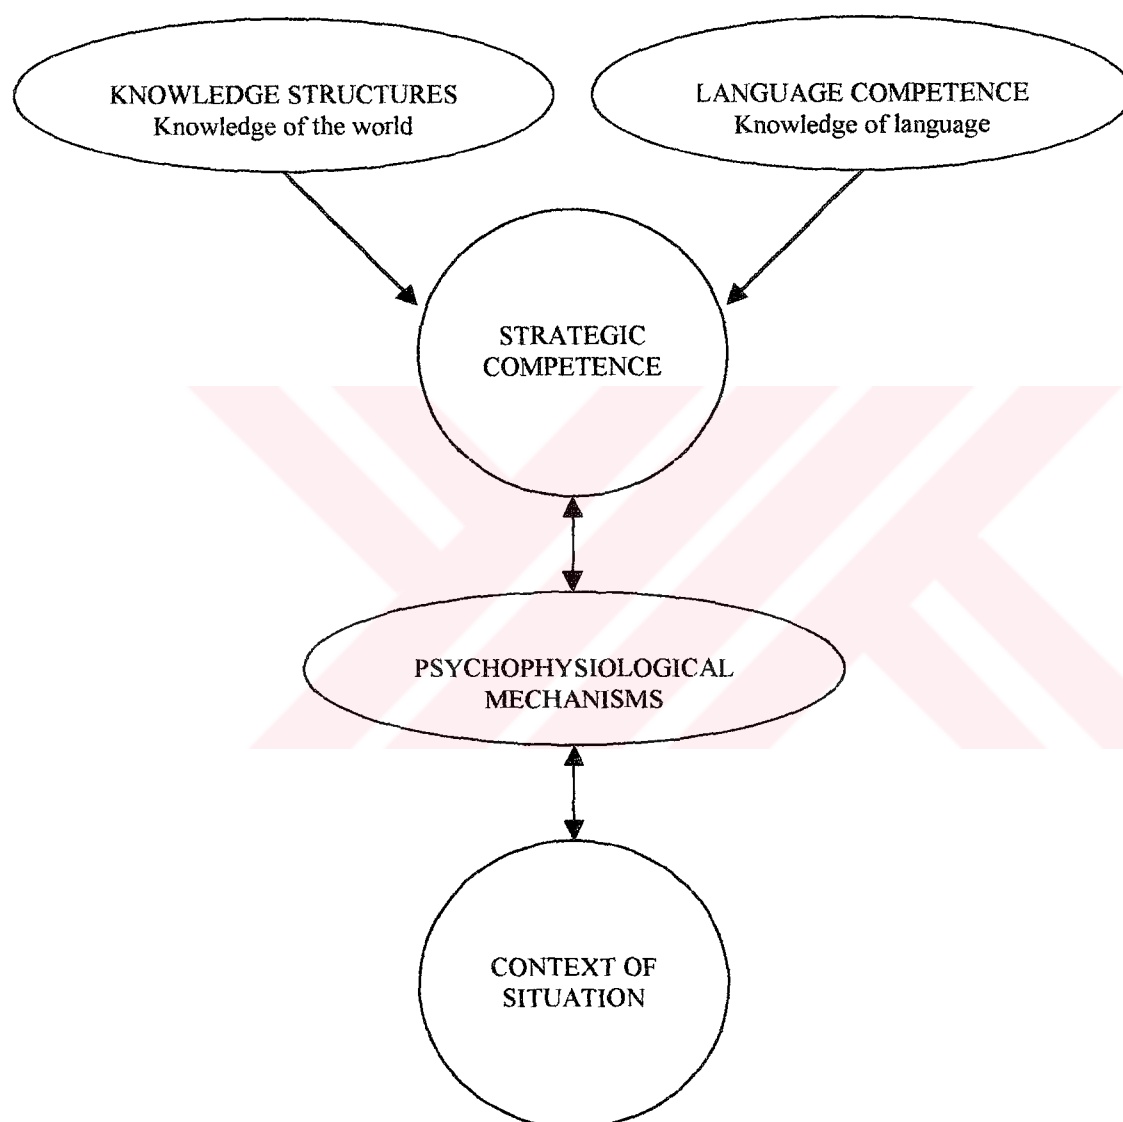 KNOWLEDGE STRUCTURES
Knowledge of the world
LANGUAGE COMPETENCE
Knowledge of language
STRATEGIC
COMPETENCE
PSYCHOPHYSIOLOGICAL
MECHANISMS
CONTEXT OF
SITUATION